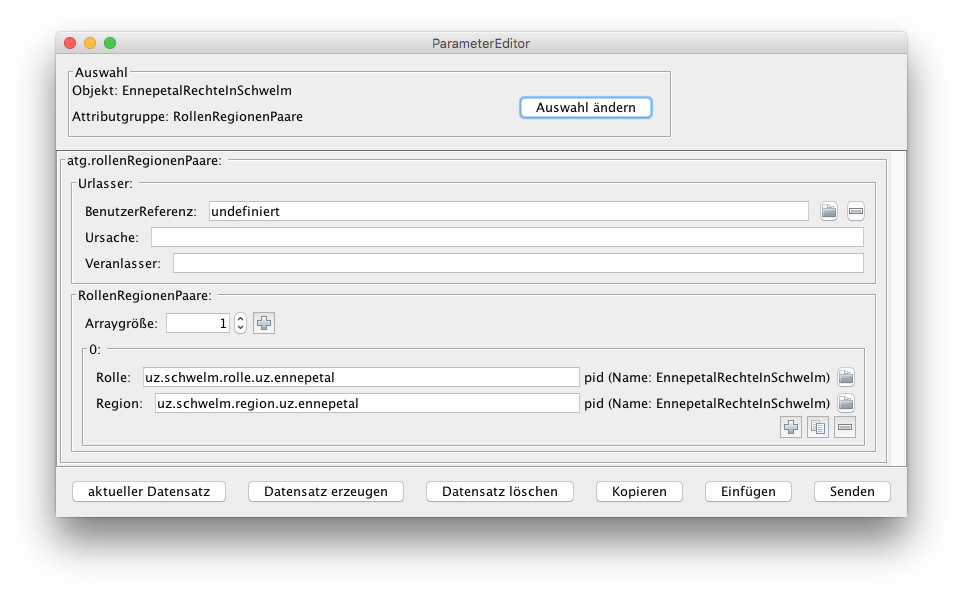 ParameterEditor
Auswahl
Objekt: EnnepetalRechteInSchwelm
Auswahl ändern
Attributgruppe: RollenRegionenPaare
atg.rollenRegionenPaare:
Urlasser:
BenutzerReferenz: undefiniert
Ursache:
Veranlasser:
RollenRegionenPaare:
Arraygröße: 1
0:
Rolle: uz.schwelm.rolle.uz.ennepetal pid (Name: EnnepetalRechteInSchwelm)
Region: uz.schwelm.region.uz.ennepetal pid (Name: EnnepetalRechteInSchwelm)
aktueller Datensatz Datensatz erzeugen Datensatz löschen Kopieren Einfügen Senden